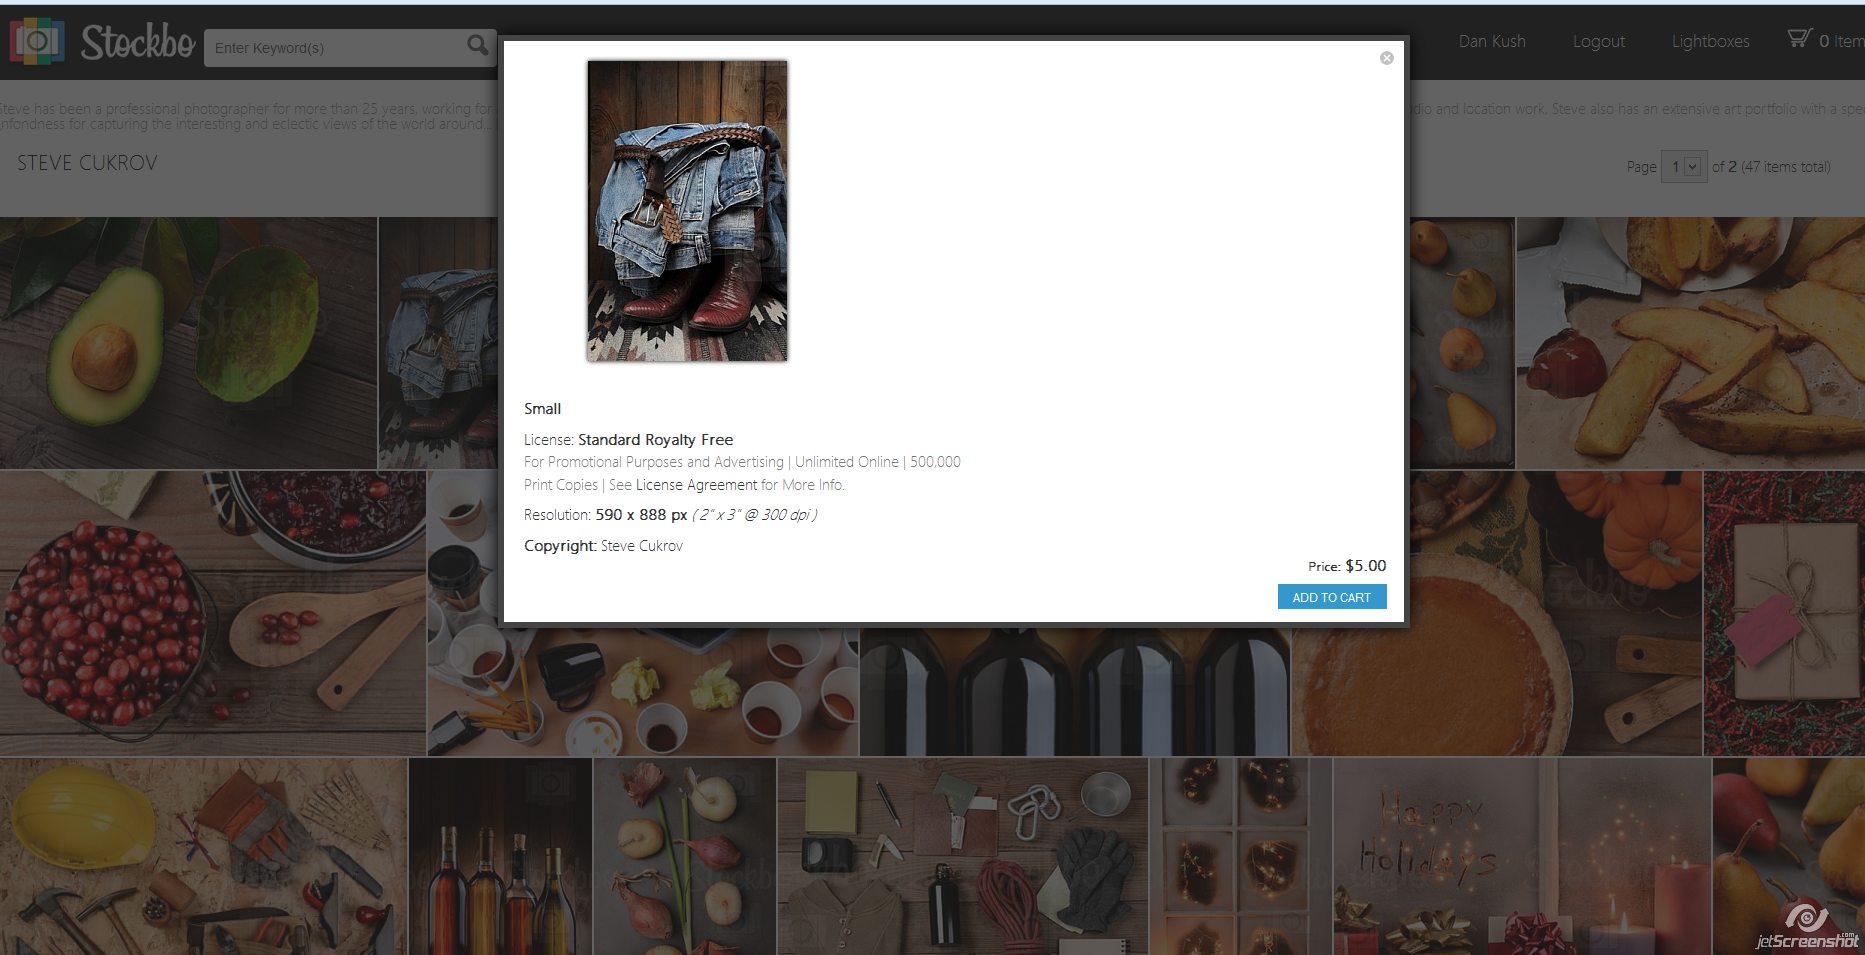 Stockbo
Enter Keyword(s)
Dan Kush
Logout
Lightboxes
0 Item
Steve has been a professional photographer for more than 25 years, working for
dio and location work, Steve also has an extensive art portfolio with a spe
nfondness for capturing the interesting and eclectic views of the world around...
STEVE CUKROV
Page 1 of 2 (47 items total)
Small
License: Standard Royalty Free
For Promotional Purposes and Advertising | Unlimited Online | 500,000
Print Copies | See License Agreement for More Info.
Resolution: 590 x 888 px ( 2" x 3" @ 300 dpi )
Copyright: Steve Cukrov
Price: $5.00
ADD TO CART
Happy
Holidays
jetScreenshot.com